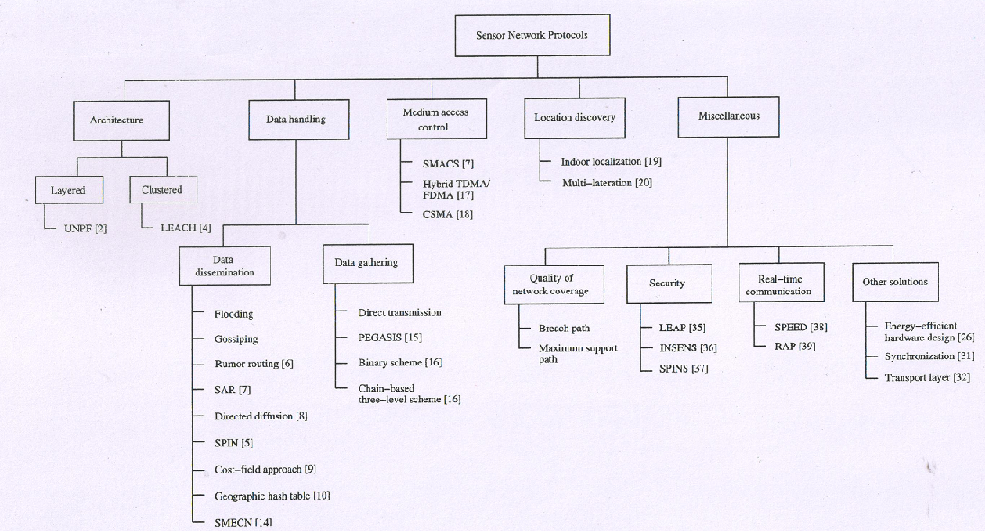 Sensor Network Protocols
Architecture
Data handling
Medium access
control
Location discovery
Miscellaneous
Layered
UNPF [2]
Clustered
LEACH [4]
SMACS [7]
Hybrid TDMA/
FDMA [17]
CSMA [18]
Indoor localization [19]
Multi-lateration [20]
Data
dissemination
Flooding
Gossiping
Rumor routing [6]
SAR [7]
Directed diffusion [8]
SPIN [5]
Cost-field approach [9]
Geographic hash table [10]
SMECN [14]
Data gathering
Direct transmission
PEGASIS [15]
Binary scheme [16]
Chain-based
three-level scheme [16]
Quality of
network coverage
Breach path
Maximum support
path
Security
LEAP [35]
INSENS [36]
SPINS [37]
Real-time
communication
SPEED [38]
RAP [39]
Other solutions
Energy-efficient
hardware design [26]
Synchronization [31]
Transport layer [32]